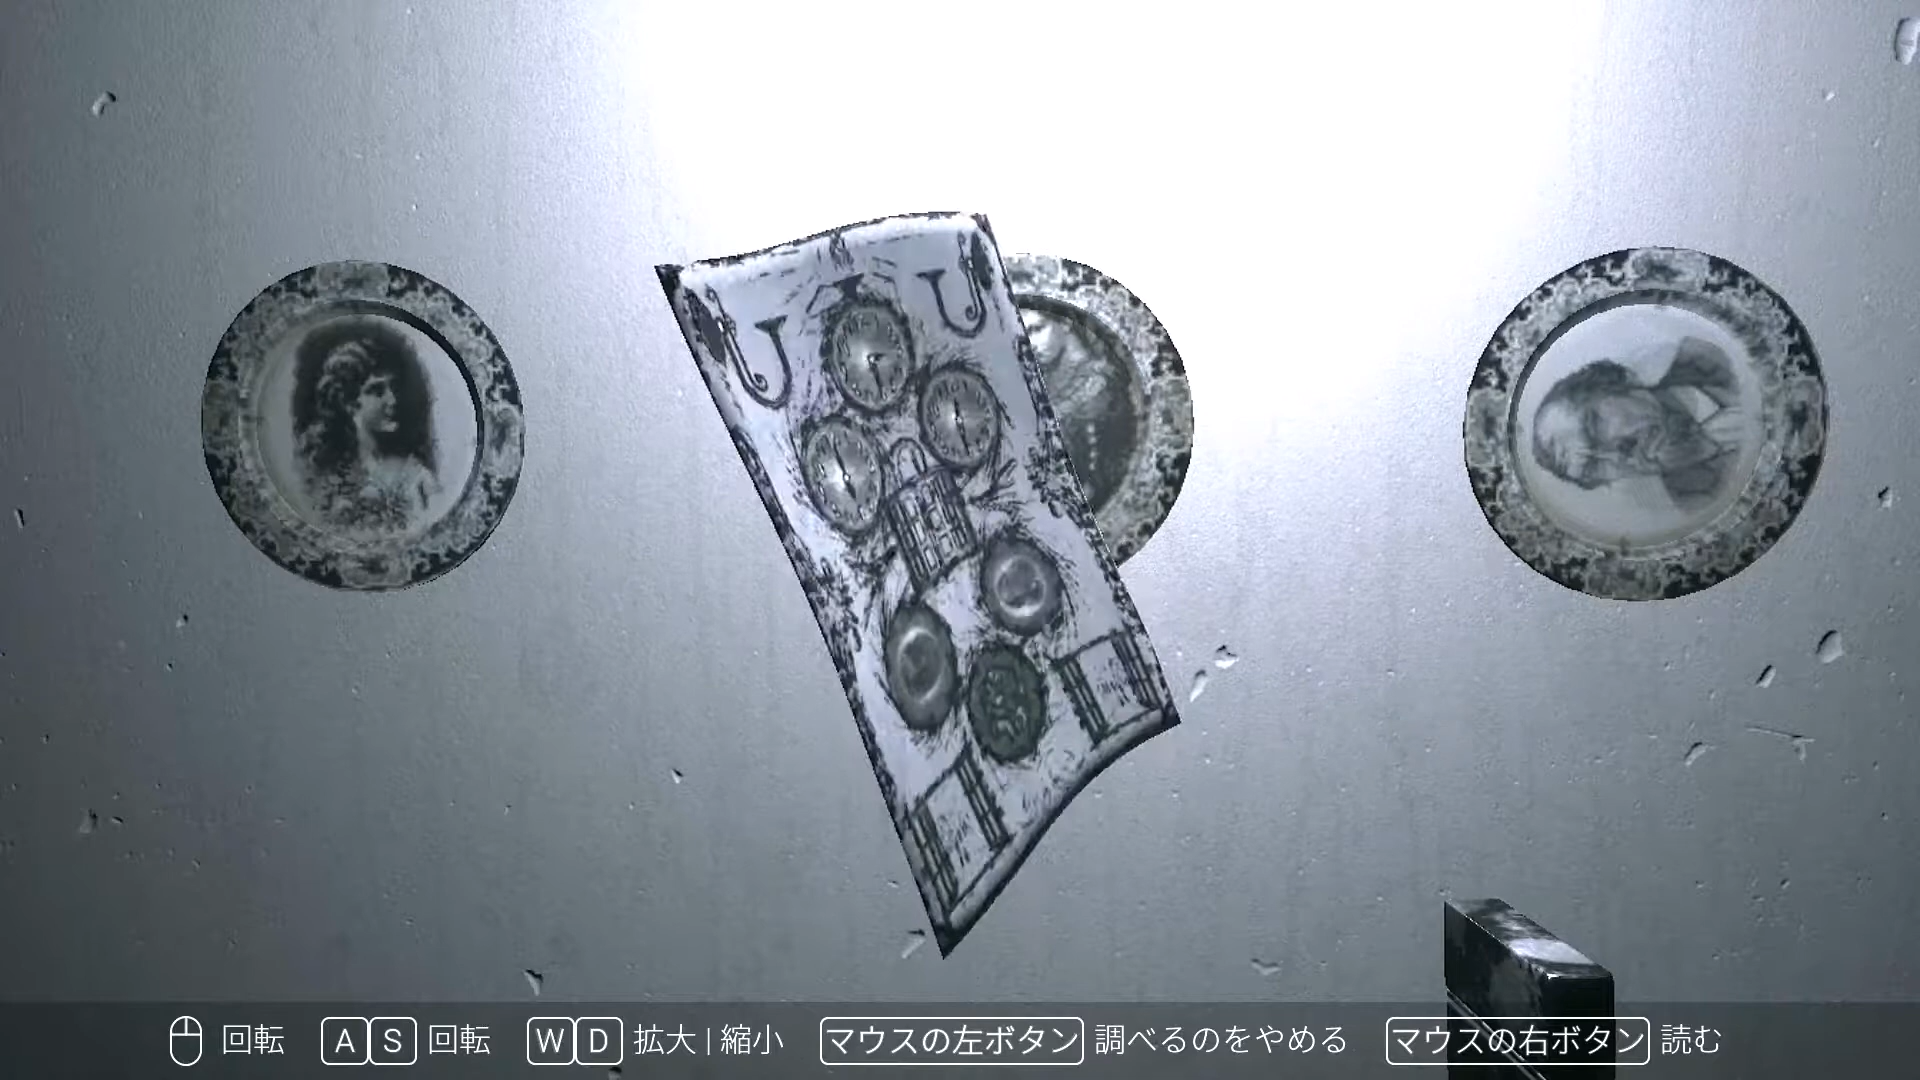 回転 A S 回転 W D 拡大 | 縮小 マウスの左ボタン 調べるのをやめる マウスの右ボタン 読む